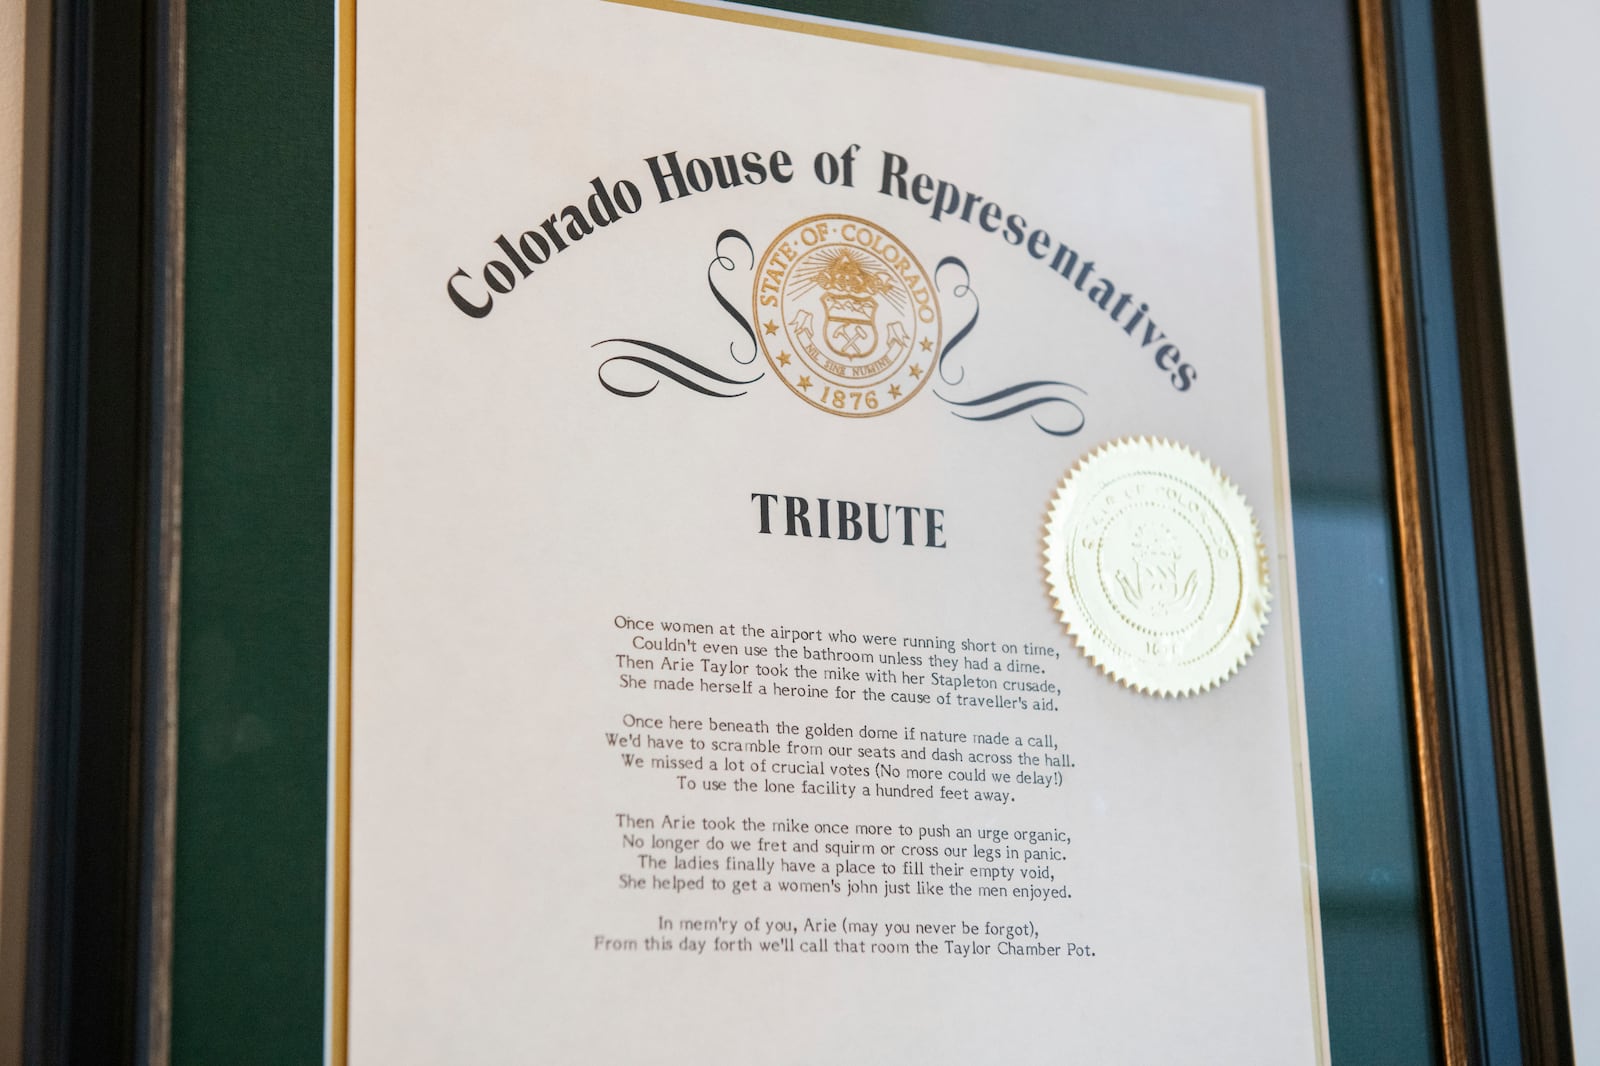 Colorado House of Representatives
STATE·OF·COLORADO
NIL SINE NUMINE
1876
TRIBUTE
STATE OF COLORADO
Once women at the airport who were running short on time,
Couldn't even use the bathroom unless they had a dime.
Then Arie Taylor took the mike with her Stapleton crusade,
She made herself a heroine for the cause of traveller's aid.
Once here beneath the golden dome if nature made a call,
We'd have to scramble from our seats and dash across the hall.
We missed a lot of crucial votes (No more could we delay!)
To use the lone facility a hundred feet away.
Then Arie took the mike once more to push an urge organic,
No longer do we fret and squirm or cross our legs in panic.
The ladies finally have a place to fill their empty void,
She helped to get a women's john just like the men enjoyed.
In mem'ry of you, Arie (may you never be forgot),
From this day forth we'll call that room the Taylor Chamber Pot.